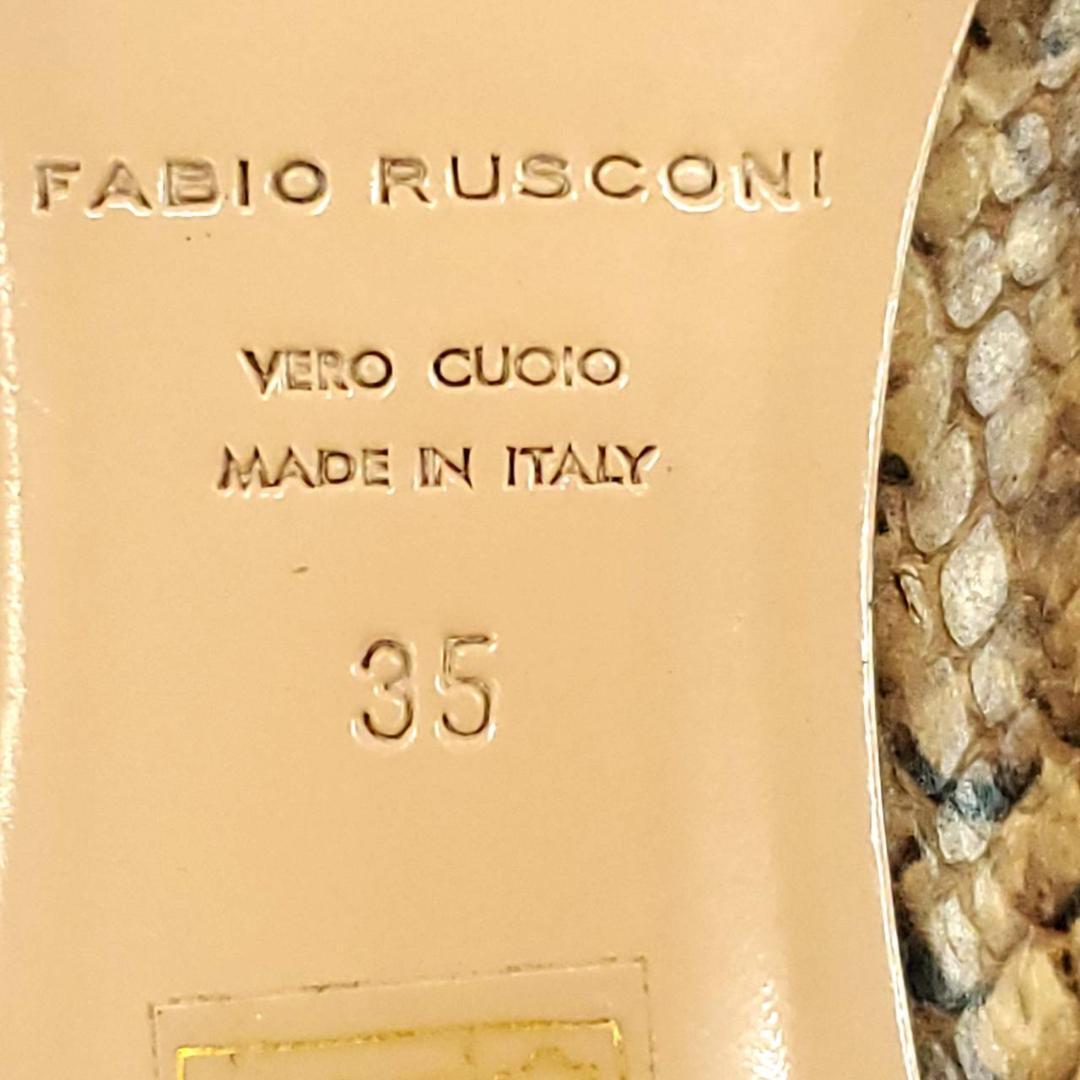 FABIO RUSCONI
VERO CUOIO
MADE IN ITALY
35